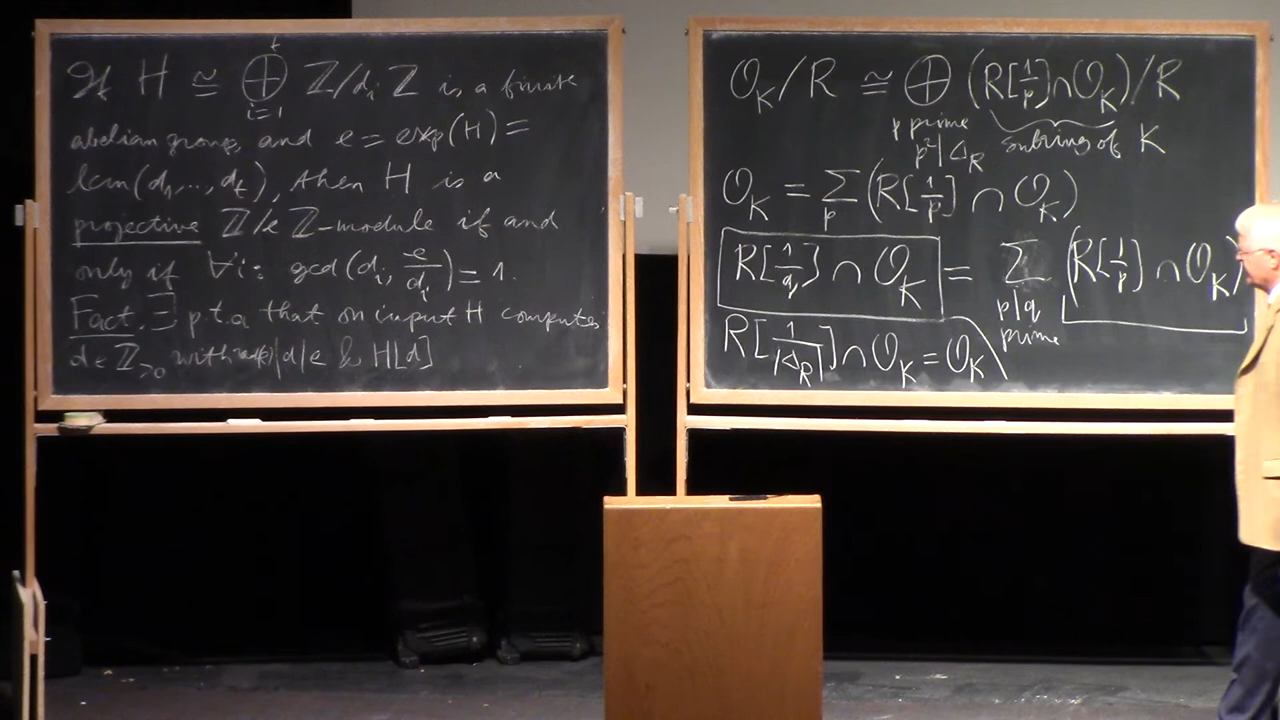 If H ≅ ⊕_{i=1}^{t} ℤ/d_i ℤ is a finite
abelian group, and e = exp(H) =
lcm(d_1, ..., d_t), then H is a
projective ℤ/eℤ-module if and
only if ∀i: gcd(d_i, e/d_i) = 1.
Fact. ∃ p.t.a that on input H computes
d ∈ ℤ_{>0} with |d|e & H[d]
O_K/R ≅ ⊕ (R[1/p] ∩ O_K)/R
p prime
p²|Δ_R subring of K
O_K = Σ_p (R[1/p] ∩ O_K)
R[1/q] ∩ O_K = Σ (R[1/p] ∩ O_K)
p|q
prime
R[1/|Δ_R|] ∩ O_K = O_K